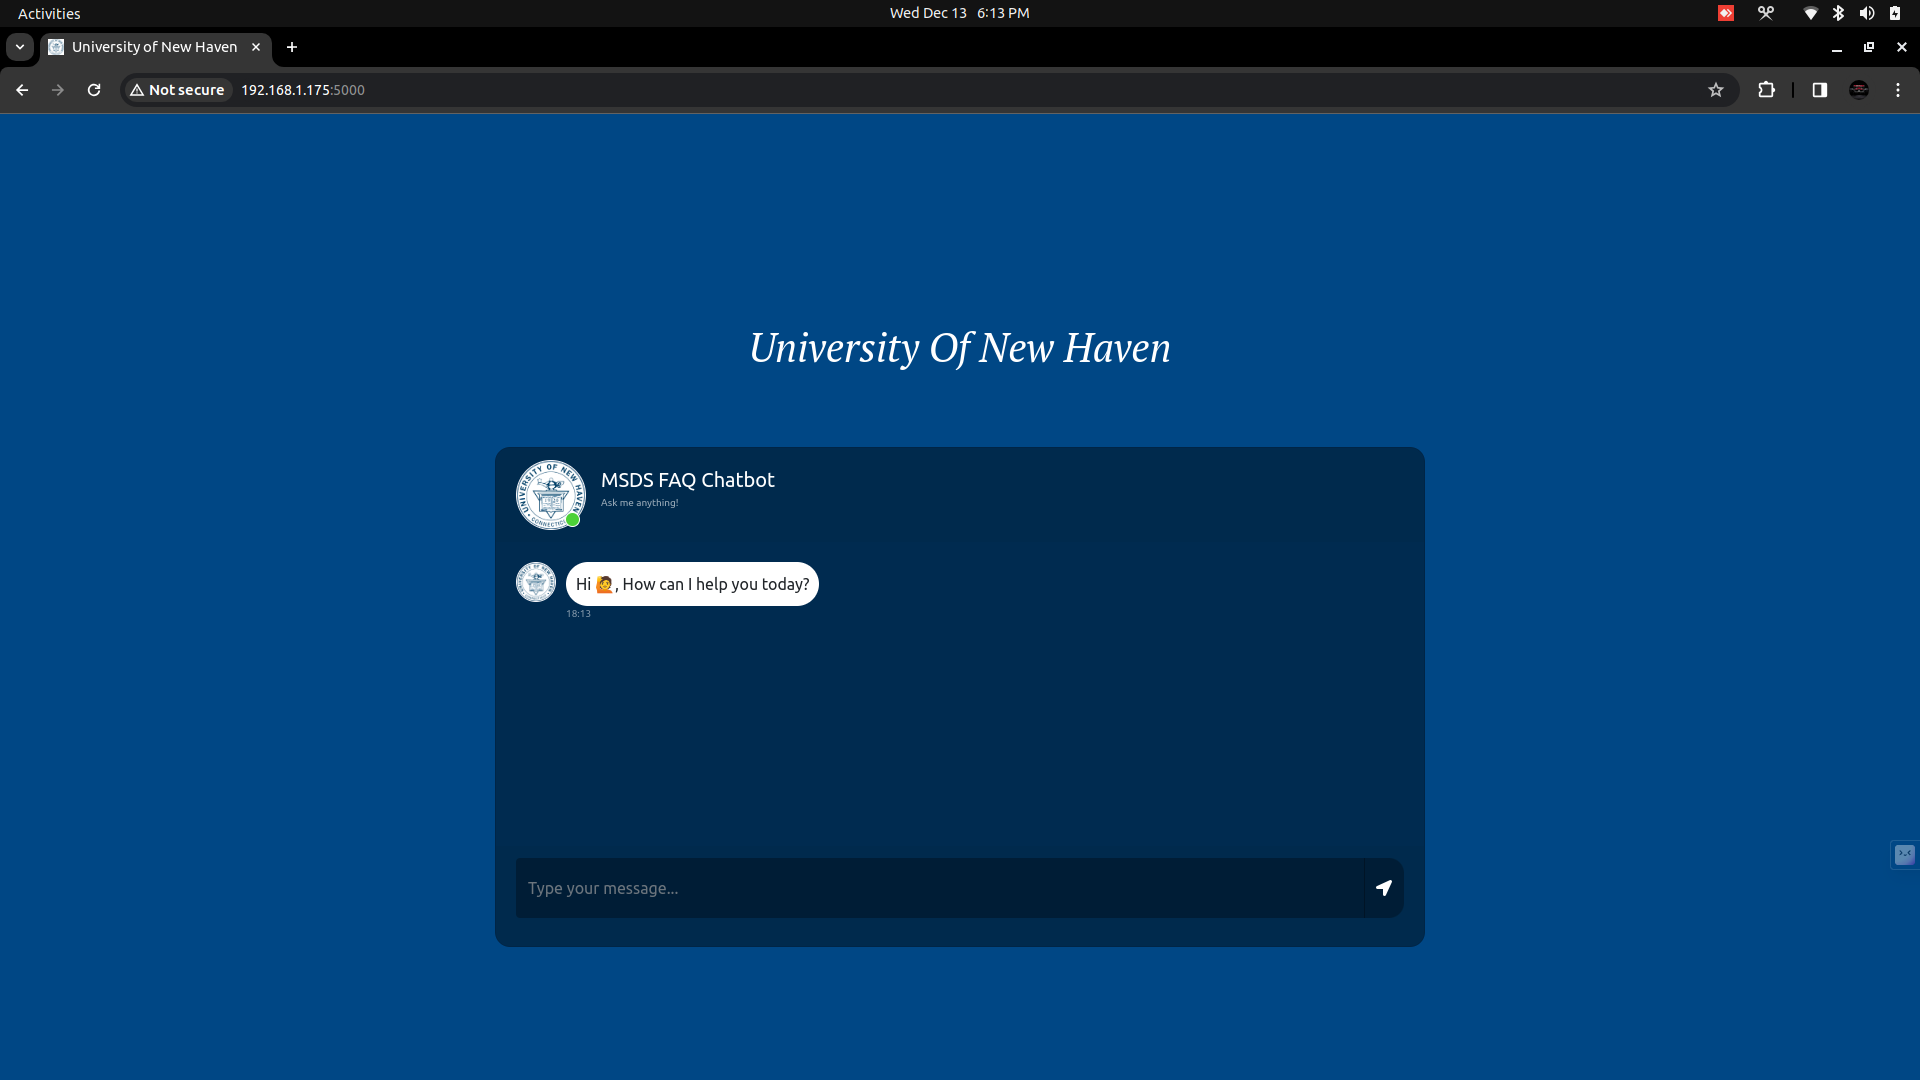 Activities
Wed Dec 13 6:13 PM
University of New Haven
Not secure
192.168.1.175:5000
University Of New Haven
UNIVERSITY OF NEW HAVEN
MSDS FAQ Chatbot
Ask me anything!
Hi 🙋, How can I help you today?
18:13
Type your message...